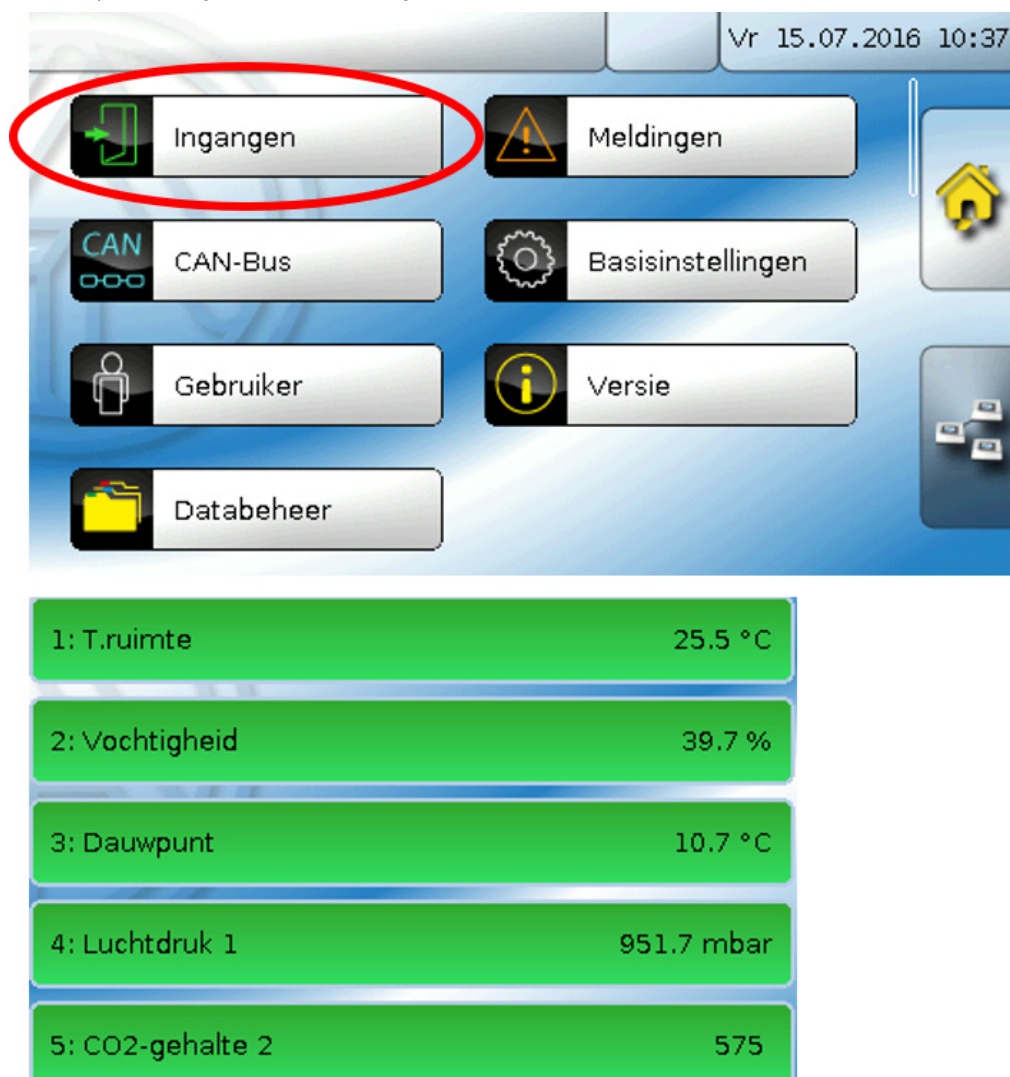 Vr 15.07.2016 10:37
Ingangen
Meldingen
CAN
CAN-Bus
Basisinstellingen
Gebruiker
Versie
Databeheer
1: T.ruimte 25.5 °C
2: Vochtigheid 39.7 %
3: Dauwpunt 10.7 °C
4: Luchtdruk 1 951.7 mbar
5: CO2-gehalte 2 575